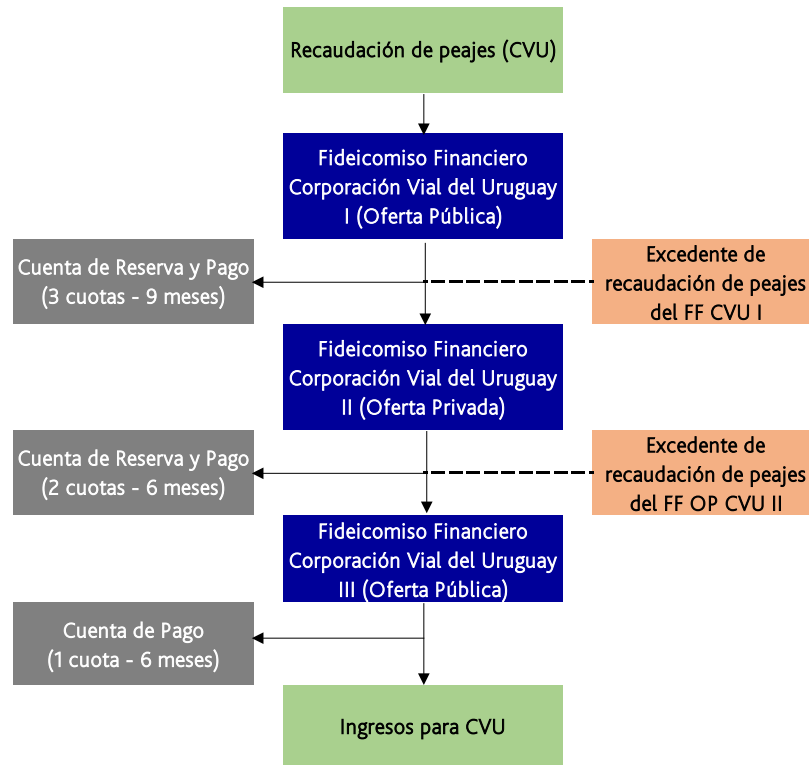 Recaudación de peajes (CVU)
Fideicomiso Financiero
Corporación Vial del Uruguay
I (Oferta Pública)
Cuenta de Reserva y Pago
(3 cuotas - 9 meses)
Excedente de
recaudación de peajes
del FF CVU I
Fideicomiso Financiero
Corporación Vial del Uruguay
II (Oferta Privada)
Cuenta de Reserva y Pago
(2 cuotas - 6 meses)
Excedente de
recaudación de peajes
del FF OP CVU II
Fideicomiso Financiero
Corporación Vial del Uruguay
III (Oferta Pública)
Cuenta de Pago
(1 cuota - 6 meses)
Ingresos para CVU